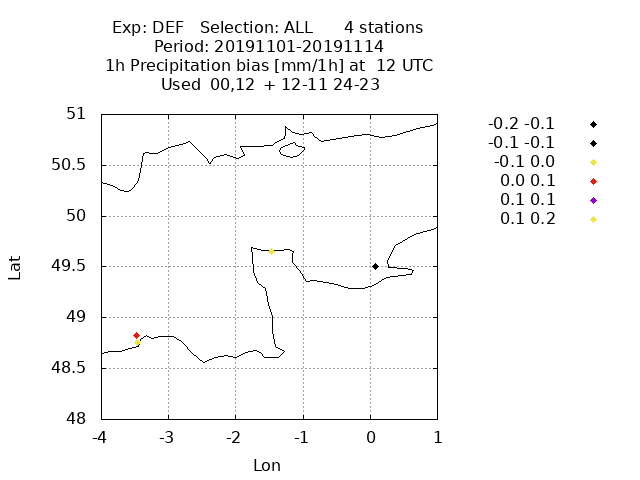 Exp: DEF   Selection: ALL      4 stations
Period: 20191101-20191114
1h Precipitation bias [mm/1h] at  12 UTC
Used  00,12  + 12-11 24-23
51
50.5
50
49.5
49
48.5
48
Lat
-4 -3 -2 -1 0 1
Lon
-0.2 -0.1
-0.1 -0.1
-0.1 0.0
0.0 0.1
0.1 0.1
0.1 0.2